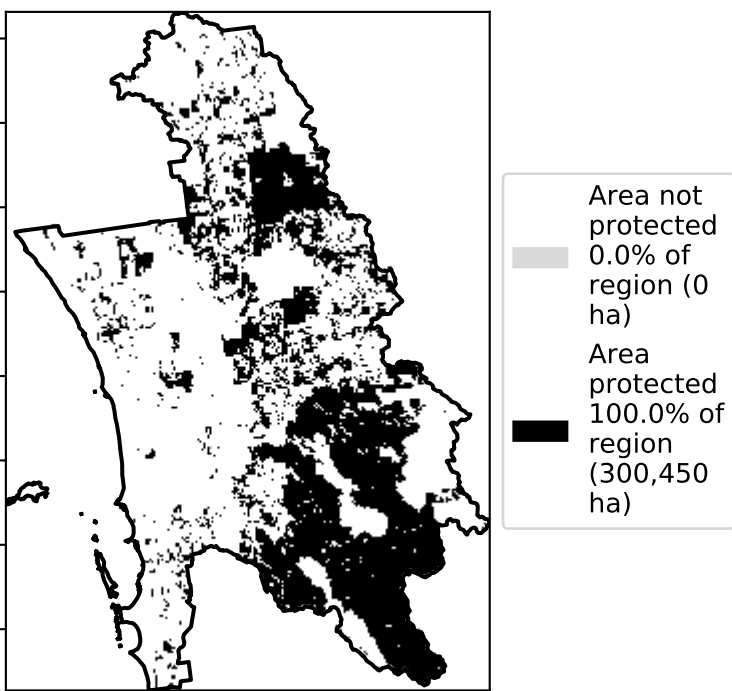 Area not
protected
0.0% of
region (0
ha)
Area
protected
100.0% of
region
(300,450
ha)